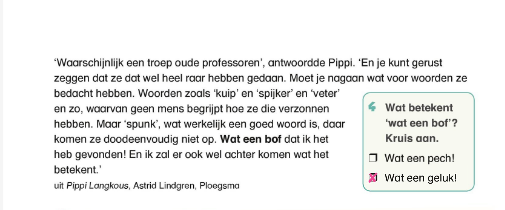 ‘Waarschijnlijk een troep oude professoren’, antwoordde Pippi. ‘En je kunt gerust
zeggen dat ze dat wel heel raar hebben gedaan. Moet je nagaan wat voor woorden ze
bedacht hebben. Woorden zoals ‘kuip’ en ‘spijker’ en ‘veter’
en zo, waarvan geen mens begrijpt hoe ze die verzonnen
hebben. Maar ‘spunk’, wat werkelijk een goed woord is, daar
komen ze doodeenvoudig niet op. Wat een bof dat ik het
heb gevonden! En ik zal er ook wel achter komen wat het
betekent.’
uit Pippi Langkous, Astrid Lindgren, Ploegsma
Wat betekent
‘wat een bof’?
Kruis aan.
Wat een pech!
Wat een geluk!